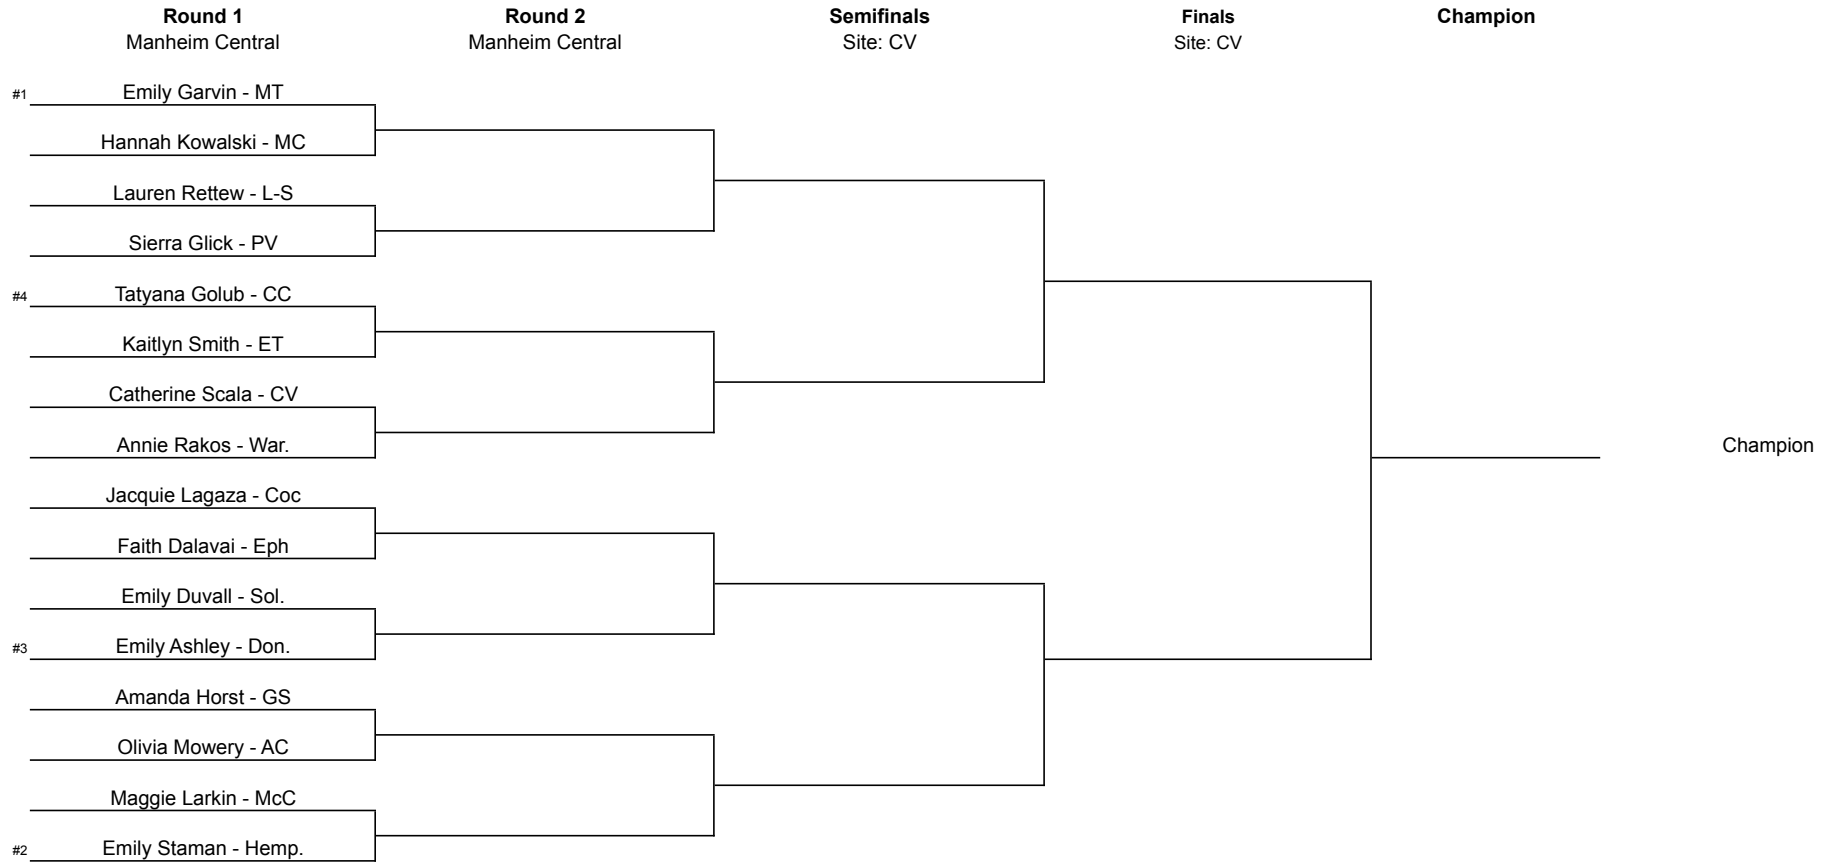 Round 1 Round 2 Semifinals Finals Champion
Manheim Central Manheim Central Site: CV Site: CV
#1 Emily Garvin - MT
Hannah Kowalski - MC
Lauren Rettew - L-S
Sierra Glick - PV
#4 Tatyana Golub - CC
Kaitlyn Smith - ET
Catherine Scala - CV
Annie Rakos - War. Champion
Jacquie Lagaza - Coc
Faith Dalavai - Eph
Emily Duvall - Sol.
#3 Emily Ashley - Don.
Amanda Horst - GS
Olivia Mowery - AC
Maggie Larkin - McC
#2 Emily Staman - Hemp.